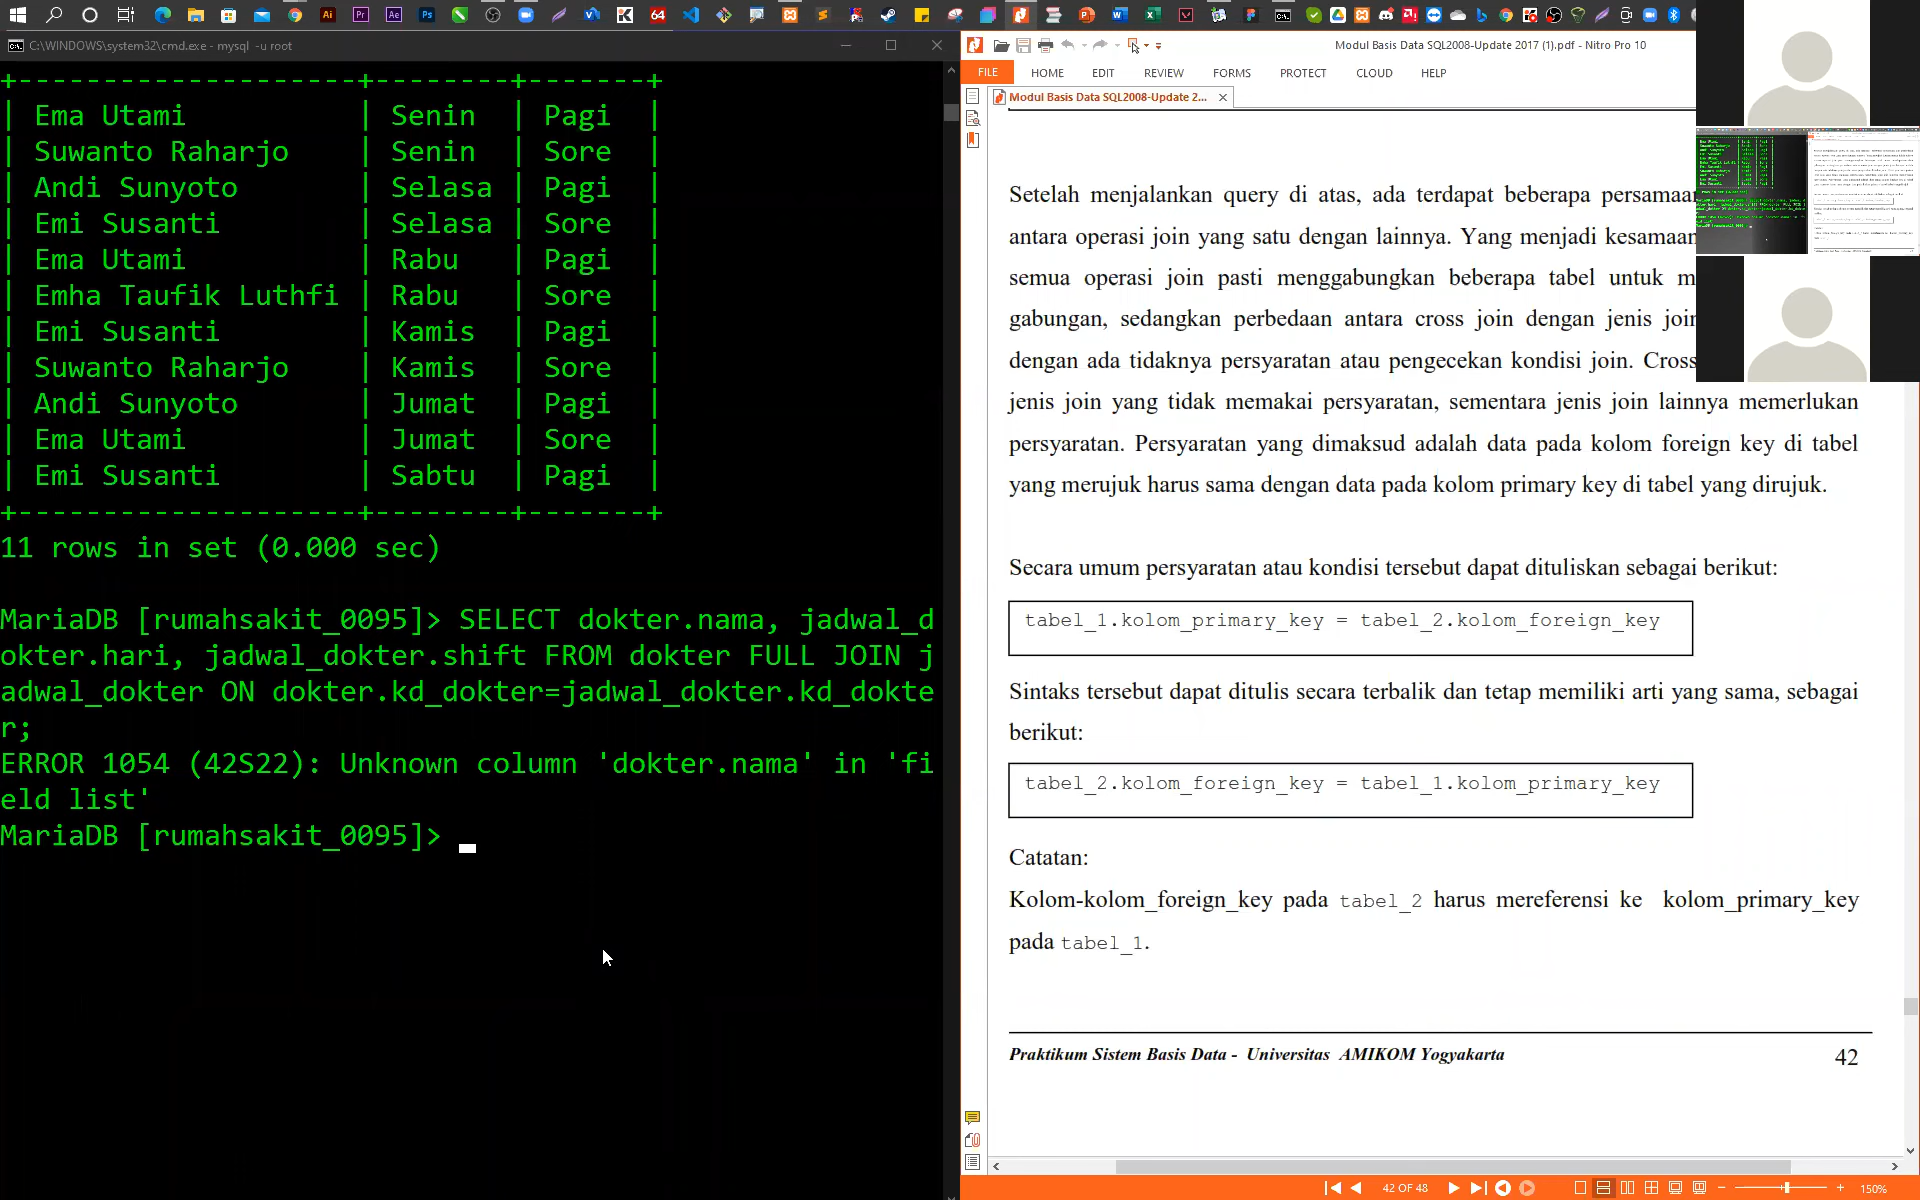 C:\WINDOWS\system32\cmd.exe - mysql -u root
| Ema Utami | Senin | Pagi |
| Suwanto Raharjo | Senin | Sore |
| Andi Sunyoto | Selasa | Pagi |
| Emi Susanti | Selasa | Sore |
| Ema Utami | Rabu | Pagi |
| Emha Taufik Luthfi | Rabu | Sore |
| Emi Susanti | Kamis | Pagi |
| Suwanto Raharjo | Kamis | Sore |
| Andi Sunyoto | Jumat | Pagi |
| Ema Utami | Jumat | Sore |
| Emi Susanti | Sabtu | Pagi |
11 rows in set (0.000 sec)
MariaDB [rumahsakit_0095]> SELECT dokter.nama, jadwal_d
okter.hari, jadwal_dokter.shift FROM dokter FULL JOIN j
adwal_dokter ON dokter.kd_dokter=jadwal_dokter.kd_dokte
r;
ERROR 1054 (42S22): Unknown column 'dokter.nama' in 'fi
eld list'
MariaDB [rumahsakit_0095]>
Modul Basis Data SQL2008-Update 2017 (1).pdf - Nitro Pro 10
FILE HOME EDIT REVIEW FORMS PROTECT CLOUD HELP
Modul Basis Data SQL2008-Update 2...
Setelah menjalankan query di atas, ada terdapat beberapa persamaan
antara operasi join yang satu dengan lainnya. Yang menjadi kesamaan
semua operasi join pasti menggabungkan beberapa tabel untuk m
gabungan, sedangkan perbedaan antara cross join dengan jenis join
dengan ada tidaknya persyaratan atau pengecekan kondisi join. Cross
jenis join yang tidak memakai persyaratan, sementara jenis join lainnya memerlukan
persyaratan. Persyaratan yang dimaksud adalah data pada kolom foreign key di tabel
yang merujuk harus sama dengan data pada kolom primary key di tabel yang dirujuk.
Secara umum persyaratan atau kondisi tersebut dapat dituliskan sebagai berikut:
tabel_1.kolom_primary_key = tabel_2.kolom_foreign_key
Sintaks tersebut dapat ditulis secara terbalik dan tetap memiliki arti yang sama, sebagai
berikut:
tabel_2.kolom_foreign_key = tabel_1.kolom_primary_key
Catatan:
Kolom-kolom_foreign_key pada tabel_2 harus mereferensi ke kolom_primary_key
pada tabel_1.
Praktikum Sistem Basis Data - Universitas AMIKOM Yogyakarta 42
42 OF 48
150%